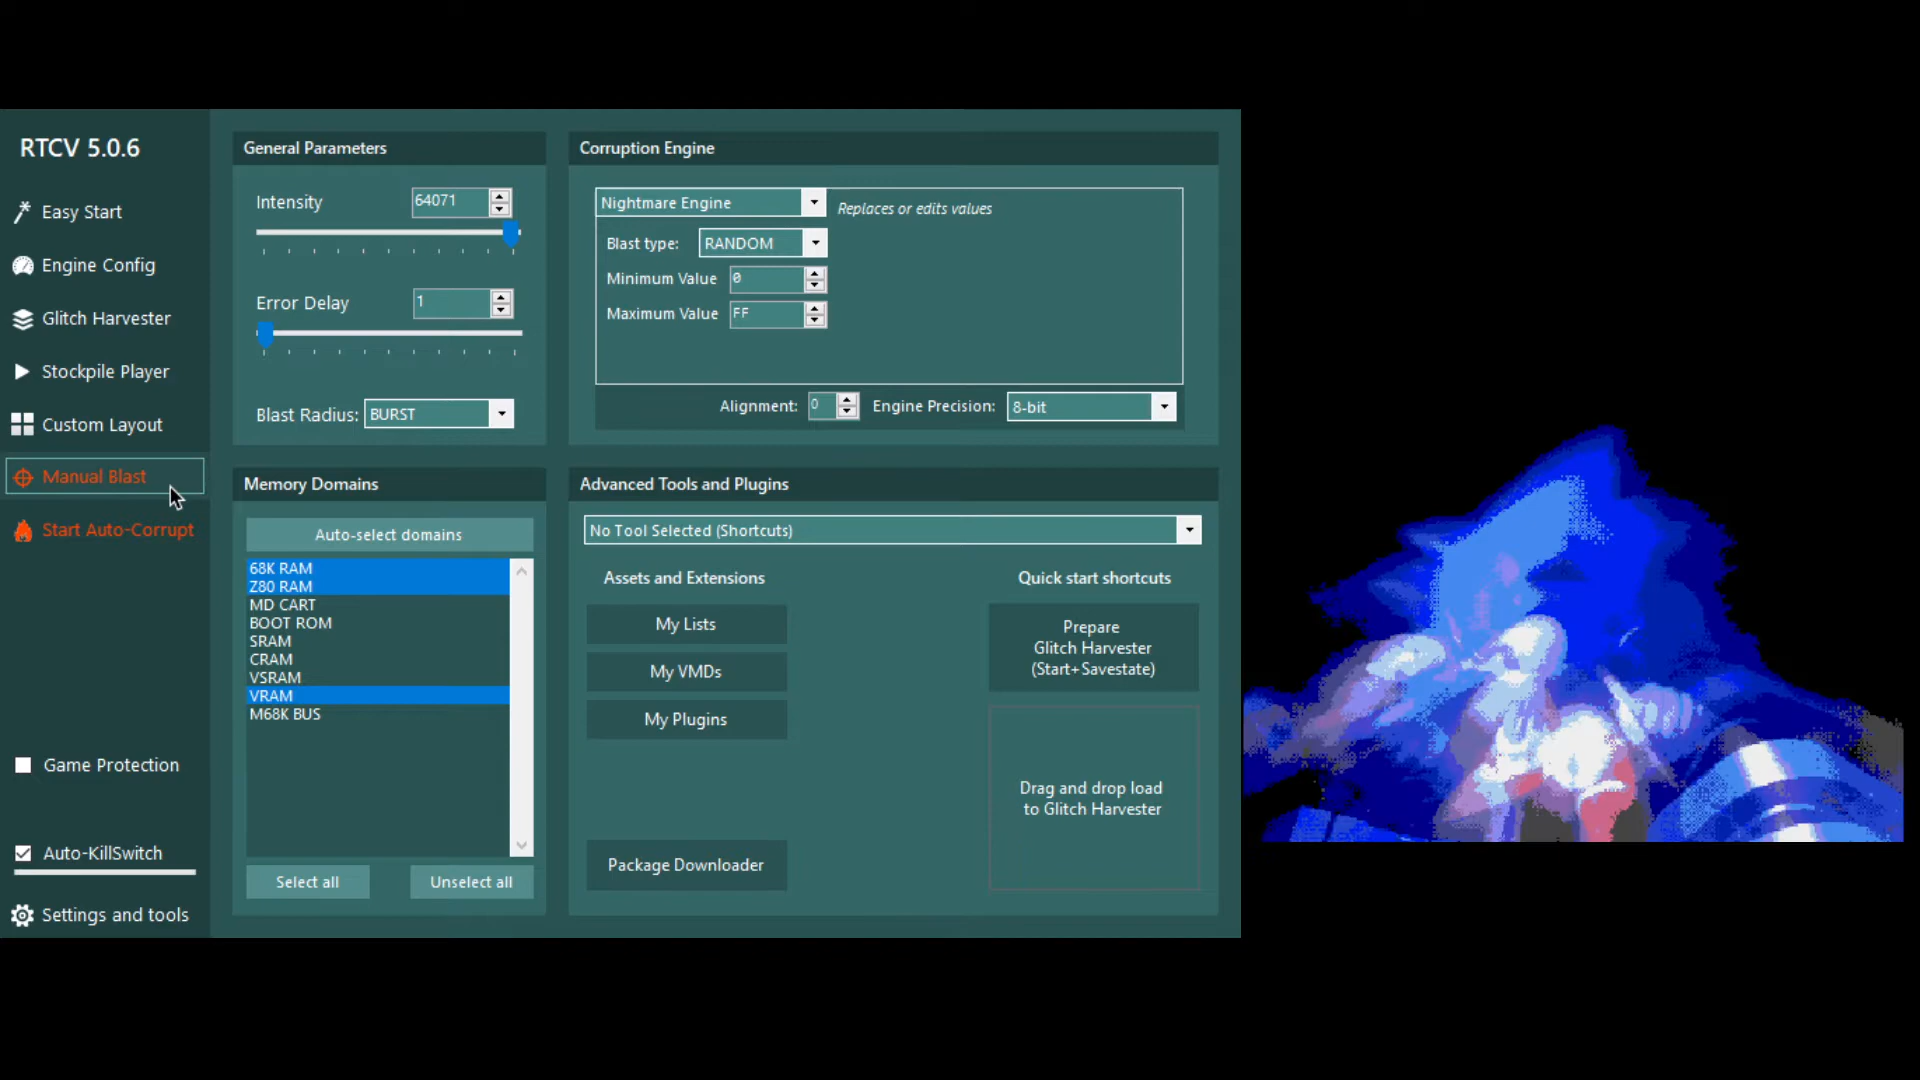 RTCV 5.0.6
Easy Start
Engine Config
Glitch Harvester
Stockpile Player
Custom Layout
Manual Blast
Start Auto-Corrupt
Game Protection
Auto-KillSwitch
Settings and tools
General Parameters
Intensity 64071
Error Delay 1
Blast Radius: BURST
Corruption Engine
Nightmare Engine Replaces or edits values
Blast type: RANDOM
Minimum Value 0
Maximum Value FF
Alignment: 0 Engine Precision: 8-bit
Memory Domains
Auto-select domains
68K RAM
Z80 RAM
MD CART
BOOT ROM
SRAM
CRAM
VSRAM
VRAM
M68K BUS
Select all Unselect all
Advanced Tools and Plugins
No Tool Selected (Shortcuts)
Assets and Extensions
My Lists
My VMDs
My Plugins
Package Downloader
Quick start shortcuts
Prepare
Glitch Harvester
(Start+Savestate)
Drag and drop load
to Glitch Harvester